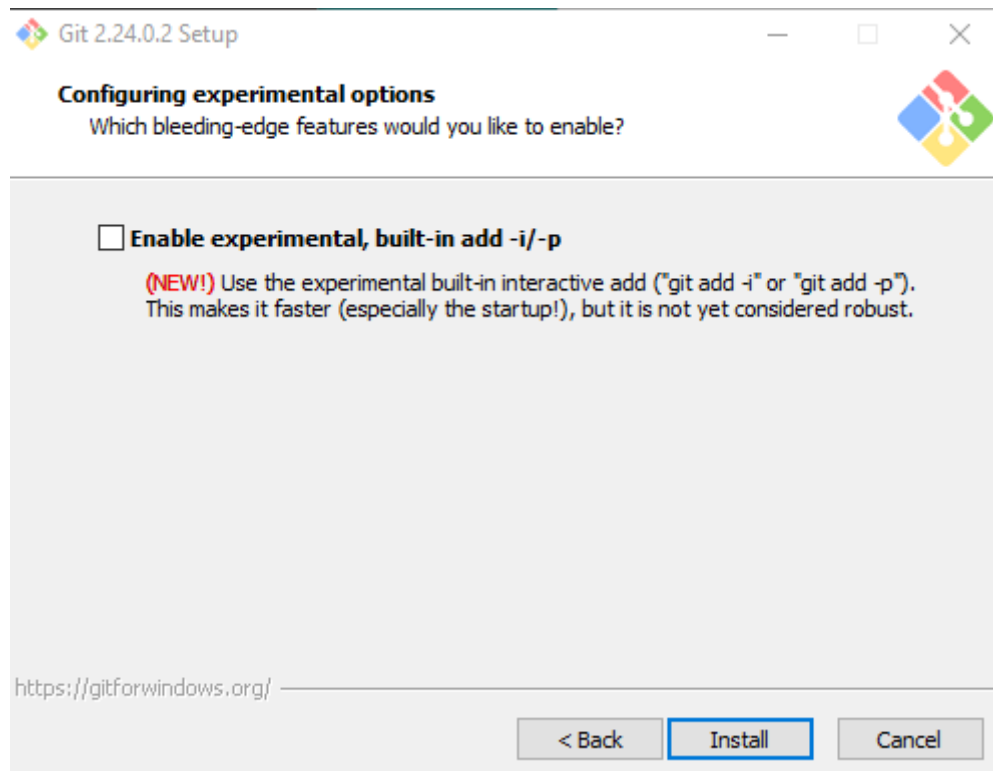 Git 2.24.0.2 Setup
Configuring experimental options
Which bleeding-edge features would you like to enable?
Enable experimental, built-in add -i/-p
(NEW!) Use the experimental built-in interactive add ("git add -i" or "git add -p").
This makes it faster (especially the startup!), but it is not yet considered robust.
https://gitforwindows.org/
< Back Install Cancel